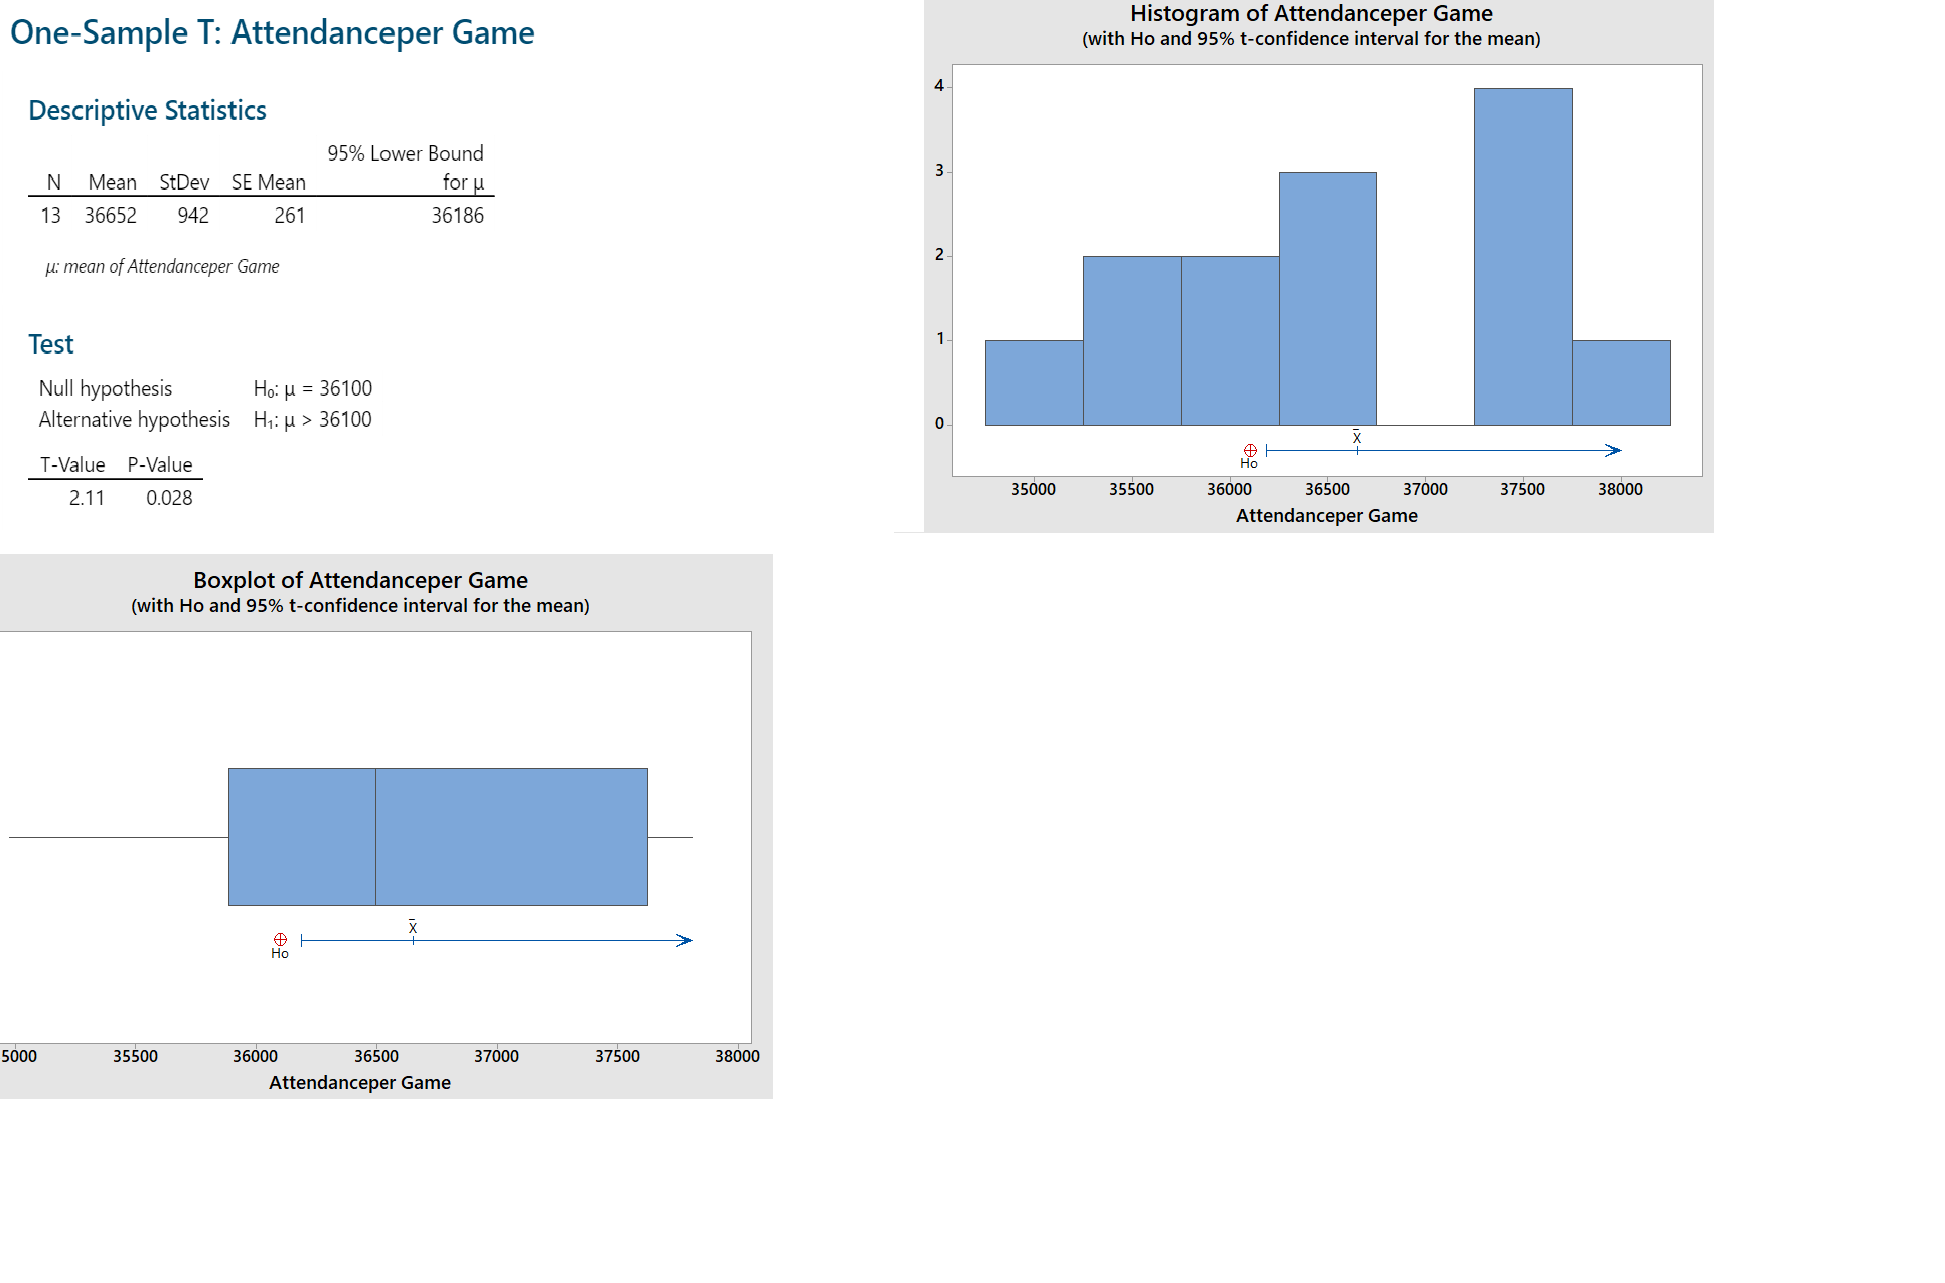 One-Sample T: Attendanceper Game
Descriptive Statistics
95% Lower Bound
N Mean StDev SE Mean for μ
13 36652 942 261 36186
μ: mean of Attendanceper Game
Test
Null hypothesis H₀: μ = 36100
Alternative hypothesis H₁: μ > 36100
T-Value P-Value
2.11 0.028
Histogram of Attendanceper Game
(with Ho and 95% t-confidence interval for the mean)
4
3
2
1
0
X̄
Ho
35000 35500 36000 36500 37000 37500 38000
Attendanceper Game
Boxplot of Attendanceper Game
(with Ho and 95% t-confidence interval for the mean)
X̄
Ho
5000 35500 36000 36500 37000 37500 38000
Attendanceper Game